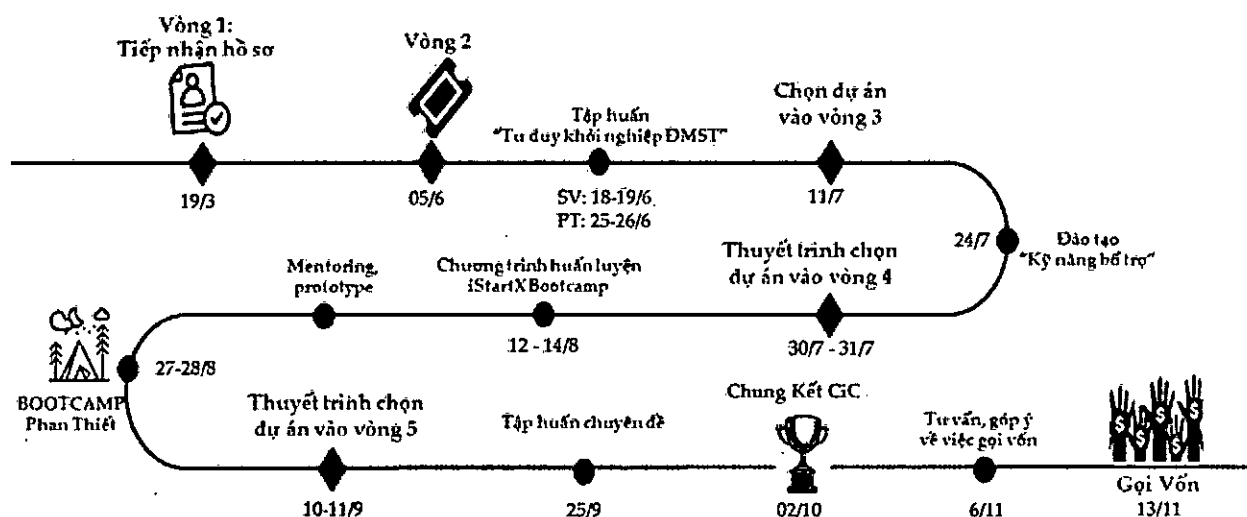 Vòng 1:
Tiếp nhận hồ sơ
19/3
Vòng 2
05/6
Tập huấn
"Tư duy khởi nghiệp ĐMST"
SV: 18-19/6
PT: 25-26/6
Chọn dự án
vào vòng 3
11/7
24/7
Đào tạo
"Kỹ năng bổ trợ"
Thuyết trình chọn
dự án vào vòng 4
30/7 - 31/7
Chương trình huấn luyện
iStartX Bootcamp
12 - 14/8
Mentoring,
prototype
27-28/8
BOOTCAMP
Phan Thiết
Thuyết trình chọn
dự án vào vòng 5
10-11/9
Tập huấn chuyên đề
25/9
Chung Kết CiC
02/10
Tư vấn, góp ý
về việc gọi vốn
6/11
$ $ $ $ $
Gọi Vốn
13/11